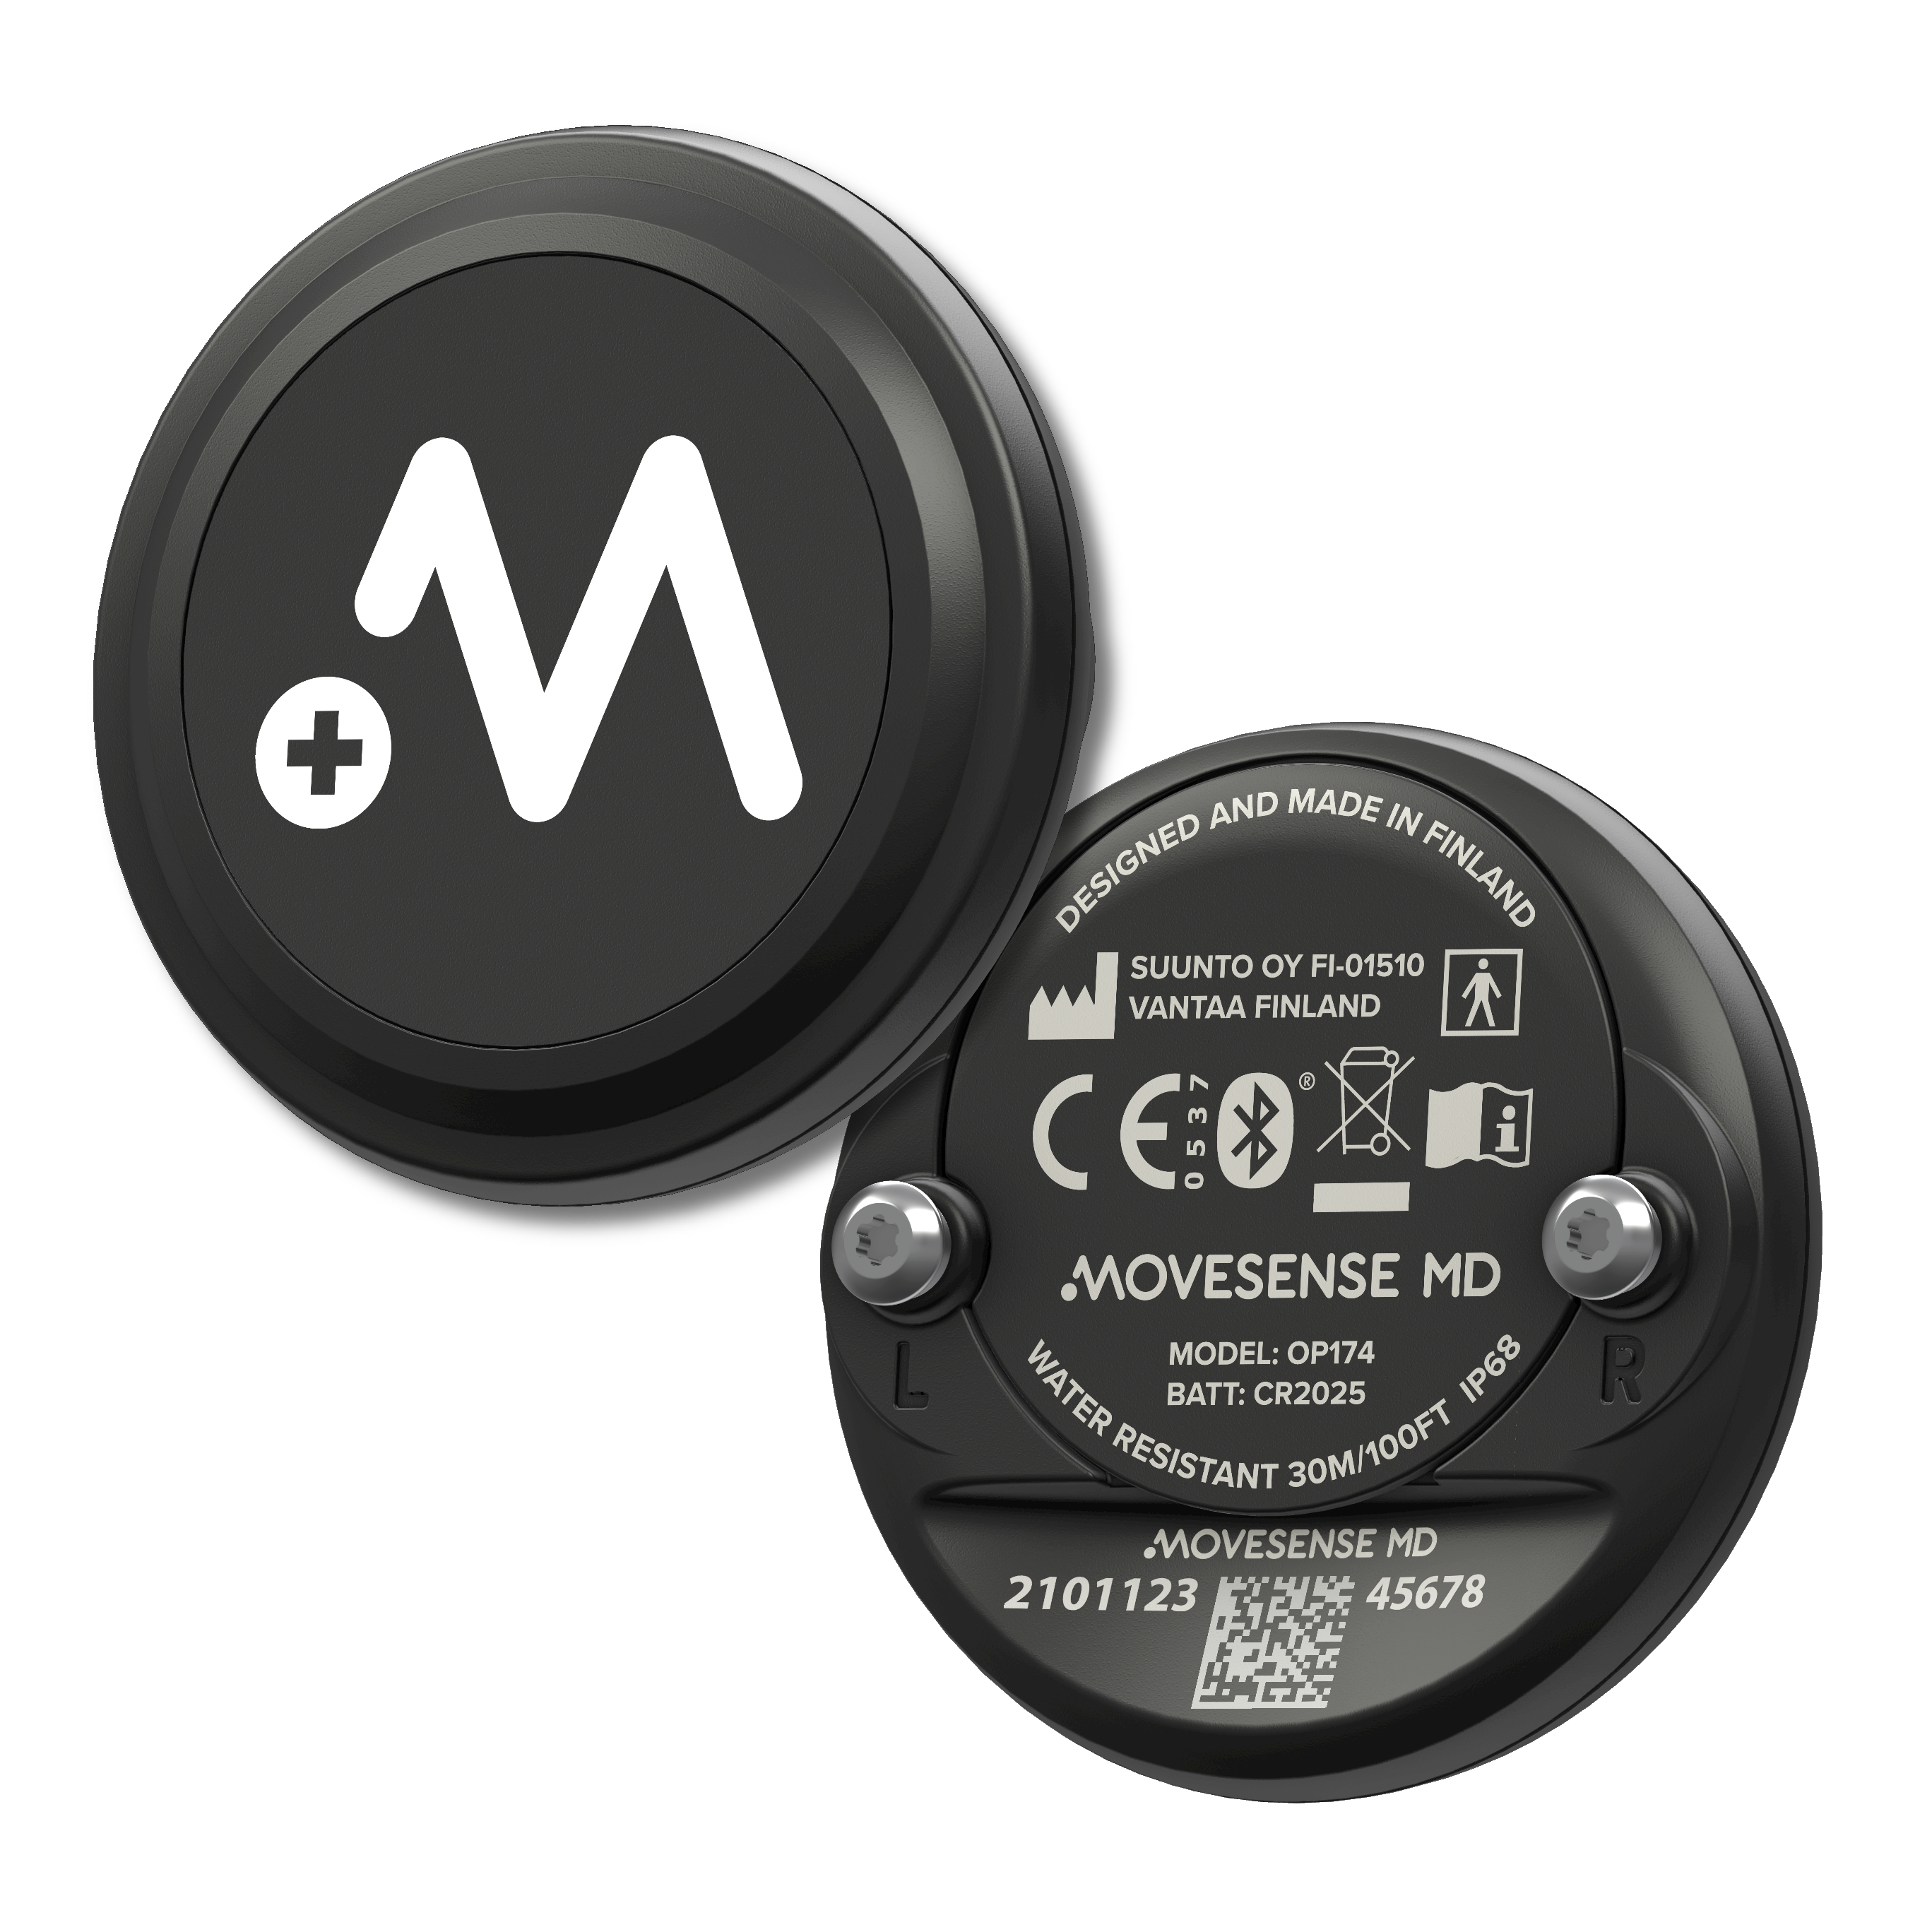 M
DESIGNED AND MADE IN FINLAND
SUUNTO OY FI-01510
VANTAA FINLAND
CE 0537 ®
MOVESENSE MD
MODEL: OP174
BATT: CR2025
WATER RESISTANT 30M/100FT IP68
L
R
MOVESENSE MD
2101123 45678